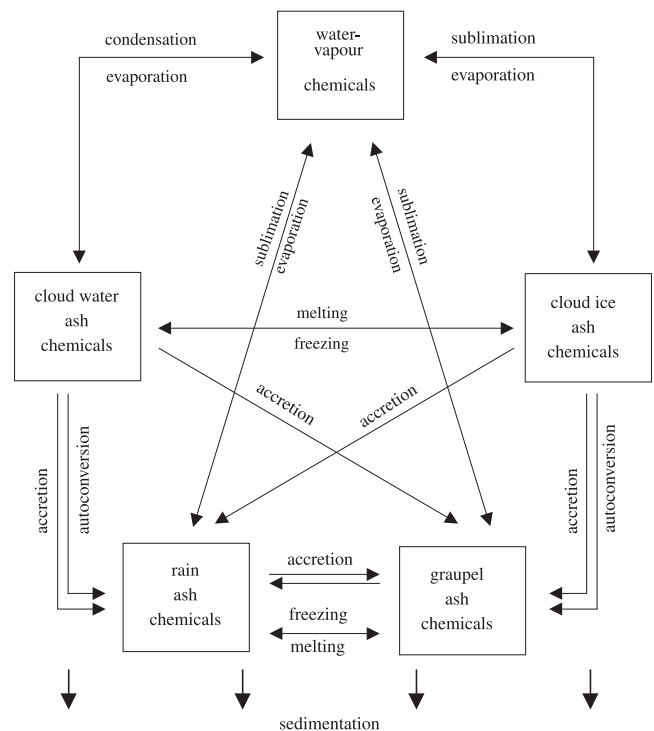 water-
vapour
chemicals
condensation
evaporation
sublimation
evaporation
sublimation
evaporation
sublimation
evaporation
cloud water
ash
chemicals
melting
freezing
cloud ice
ash
chemicals
accretion
accretion
accretion
autoconversion
accretion
autoconversion
rain
ash
chemicals
accretion
freezing
melting
graupel
ash
chemicals
sedimentation